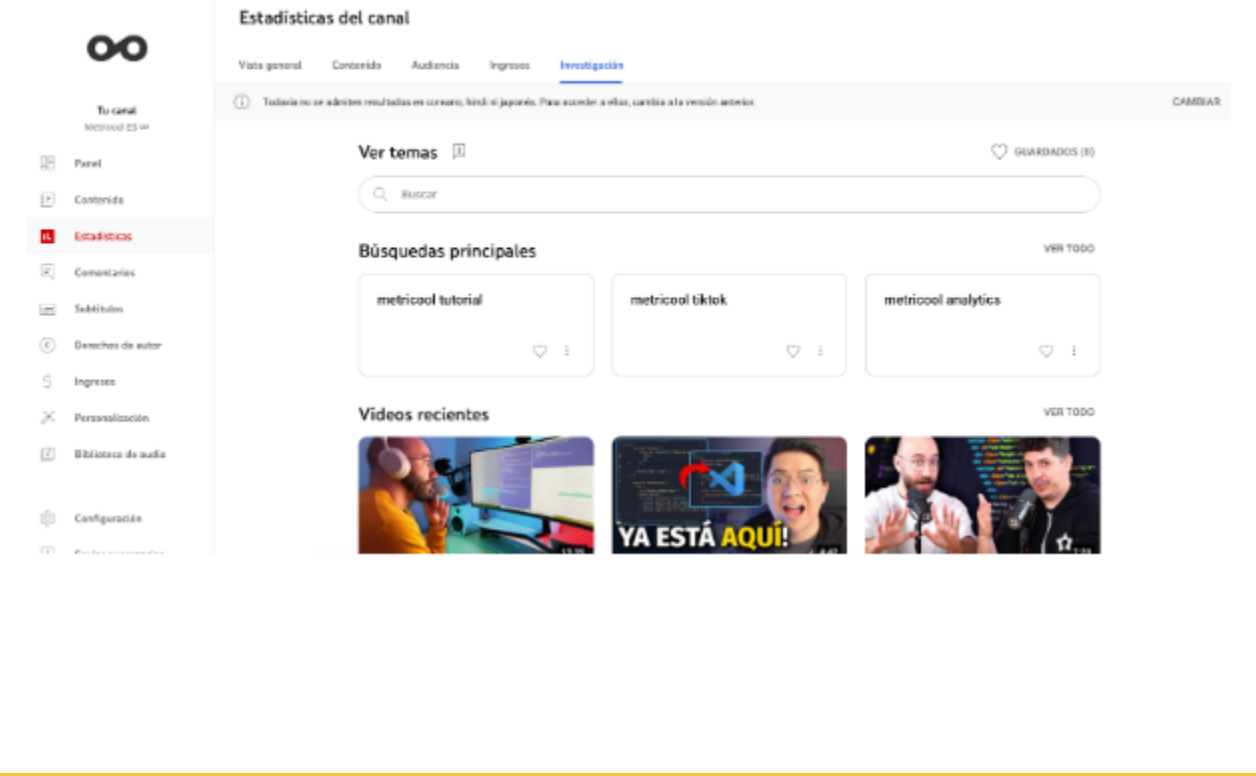 Estadísticas del canal
Vista general
Contenido
Audiencia
Ingresos
Investigación
Todavía no se admiten resultados en coreano, hindi ni japonés. Para acceder a ellos, cambia a la versión anterior.
CAMBIAR
Tu canal
Metricool ES
Panel
Contenido
Estadísticas
Comentarios
Subtítulos
Derechos de autor
Ingresos
Personalización
Biblioteca de audio
Configuración
Ver temas
GUARDADOS (0)
Buscar
Búsquedas principales
VER TODO
metricool tutorial
metricool tiktok
metricool analytics
Vídeos recientes
VER TODO
YA ESTÁ AQUÍ!